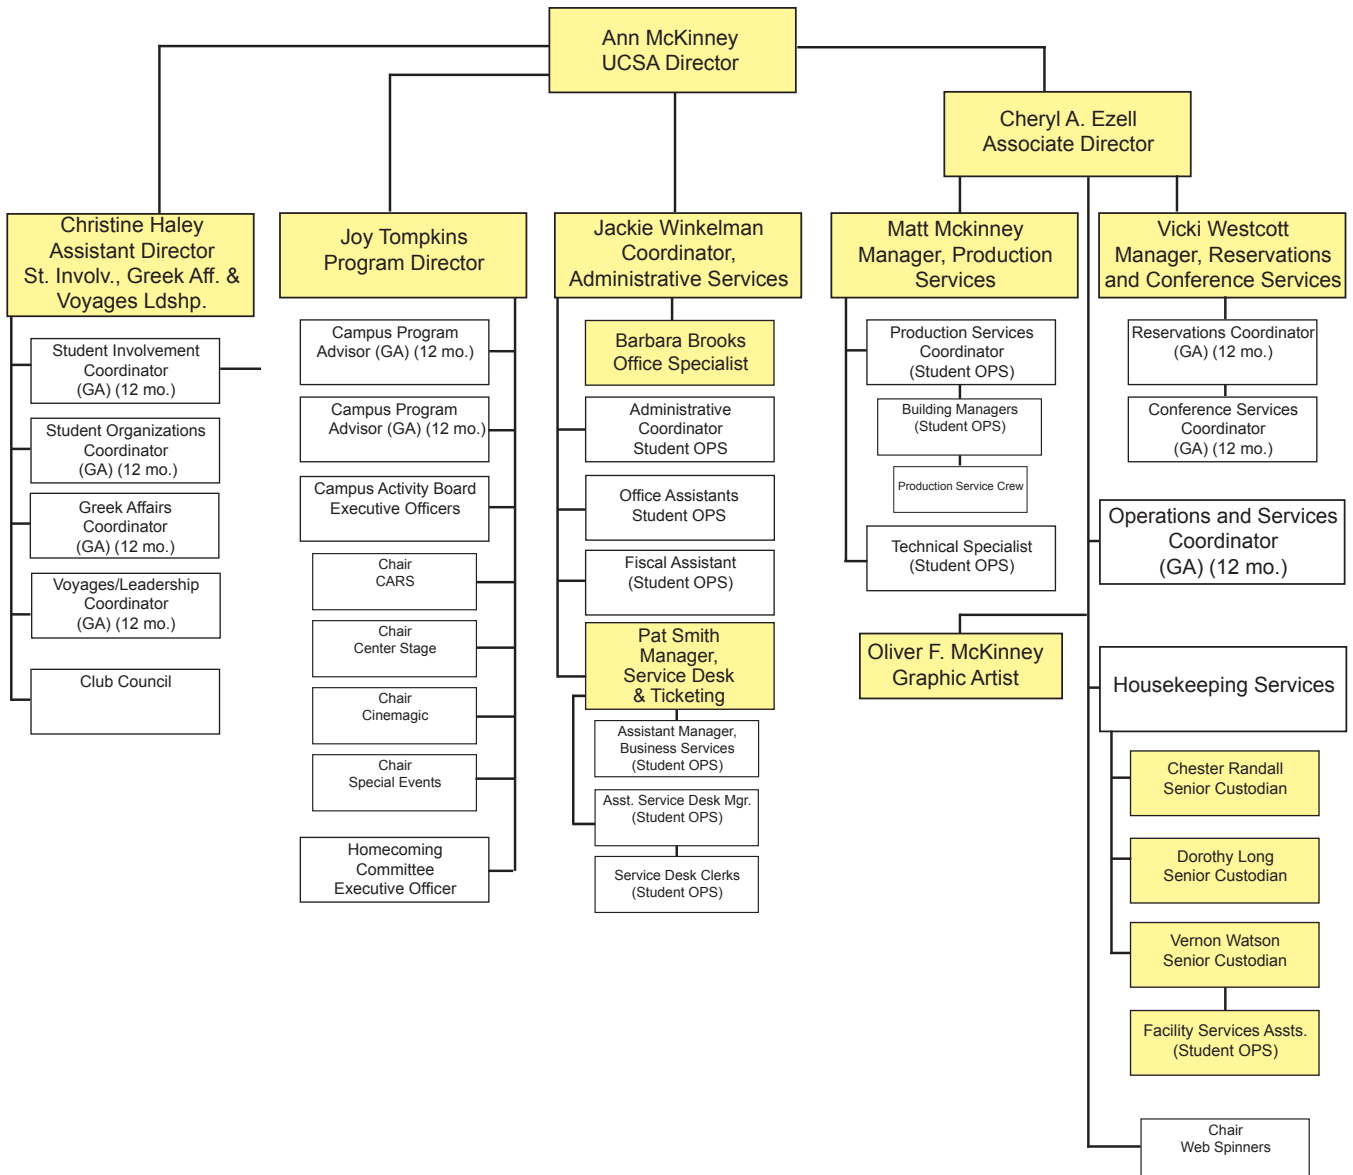 Ann McKinney
UCSA Director
Cheryl A. Ezell
Associate Director
Christine Haley
Assistant Director
St. Involv., Greek Aff. &
Voyages Ldshp.
Student Involvement
Coordinator
(GA) (12 mo.)
Student Organizations
Coordinator
(GA) (12 mo.)
Greek Affairs
Coordinator
(GA) (12 mo.)
Voyages/Leadership
Coordinator
(GA) (12 mo.)
Club Council
Joy Tompkins
Program Director
Campus Program
Advisor (GA) (12 mo.)
Campus Program
Advisor (GA) (12 mo.)
Campus Activity Board
Executive Officers
Chair
CARS
Chair
Center Stage
Chair
Cinemagic
Chair
Special Events
Homecoming
Committee
Executive Officer
Jackie Winkelman
Coordinator,
Administrative Services
Barbara Brooks
Office Specialist
Administrative
Coordinator
Student OPS
Office Assistants
Student OPS
Fiscal Assistant
(Student OPS)
Pat Smith
Manager,
Service Desk
& Ticketing
Assistant Manager,
Business Services
(Student OPS)
Asst. Service Desk Mgr.
(Student OPS)
Service Desk Clerks
(Student OPS)
Matt Mckinney
Manager, Production
Services
Production Services
Coordinator
(Student OPS)
Building Managers
(Student OPS)
Production Service Crew
Technical Specialist
(Student OPS)
Oliver F. McKinney
Graphic Artist
Vicki Westcott
Manager, Reservations
and Conference Services
Reservations Coordinator
(GA) (12 mo.)
Conference Services
Coordinator
(GA) (12 mo.)
Operations and Services
Coordinator
(GA) (12 mo.)
Housekeeping Services
Chester Randall
Senior Custodian
Dorothy Long
Senior Custodian
Vernon Watson
Senior Custodian
Facility Services Assts.
(Student OPS)
Chair
Web Spinners